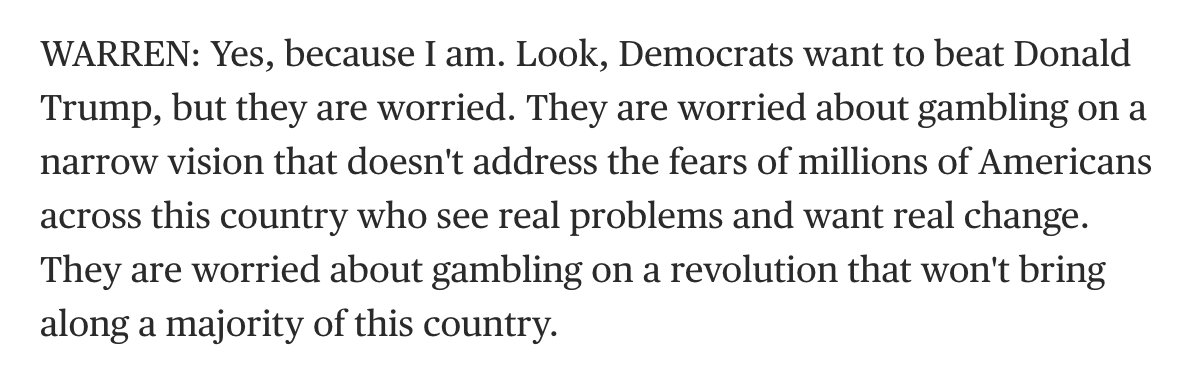 WARREN: Yes, because I am. Look, Democrats want to beat Donald
Trump, but they are worried. They are worried about gambling on a
narrow vision that doesn't address the fears of millions of Americans
across this country who see real problems and want real change.
They are worried about gambling on a revolution that won't bring
along a majority of this country.